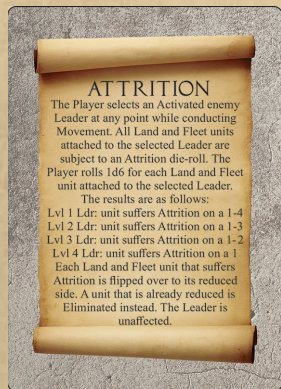 ATTRITION
The Player selects an Activated enemy
Leader at any point while conducting
Movement. All Land and Fleet units
attached to the selected Leader are
subject to an Attrition die-roll. The
Player rolls 1d6 for each Land and Fleet
unit attached to the selected Leader.
The results are as follows:
Lvl 1 Ldr: unit suffers Attrition on a 1-4
Lvl 2 Ldr: unit suffers Attrition on a 1-3
Lvl 3 Ldr: unit suffers Attrition on a 1-2
Lvl 4 Ldr: unit suffers Attrition on a 1
Each Land and Fleet unit that suffers
Attrition is flipped over to its reduced
side. A unit that is already reduced is
Eliminated instead. The Leader is
unaffected.